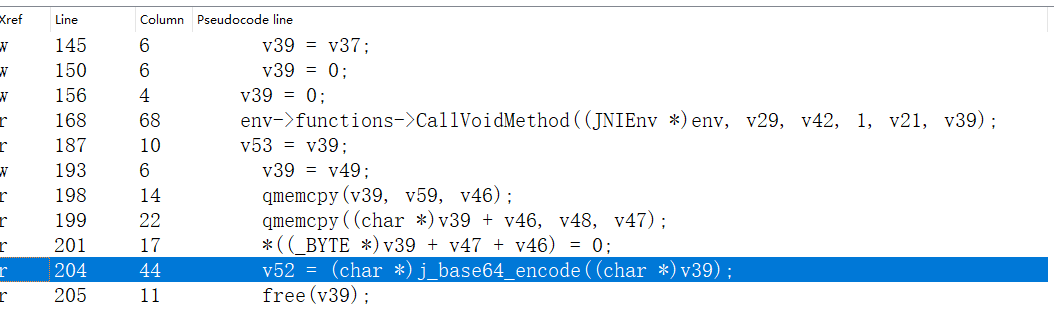 Xref Line Column Pseudocode line
w 145 6 v39 = v37;
w 150 6 v39 = 0;
w 156 4 v39 = 0;
r 168 68 env->functions->CallVoidMethod((JNIEnv *)env, v29, v42, 1, v21, v39);
r 187 10 v53 = v39;
w 193 6 v39 = v49;
r 198 14 qmemcpy(v39, v59, v46);
r 199 22 qmemcpy((char *)v39 + v46, v48, v47);
r 201 17 *((_BYTE *)v39 + v47 + v46) = 0;
r 204 44 v52 = (char *)j_base64_encode((char *)v39);
r 205 11 free(v39);